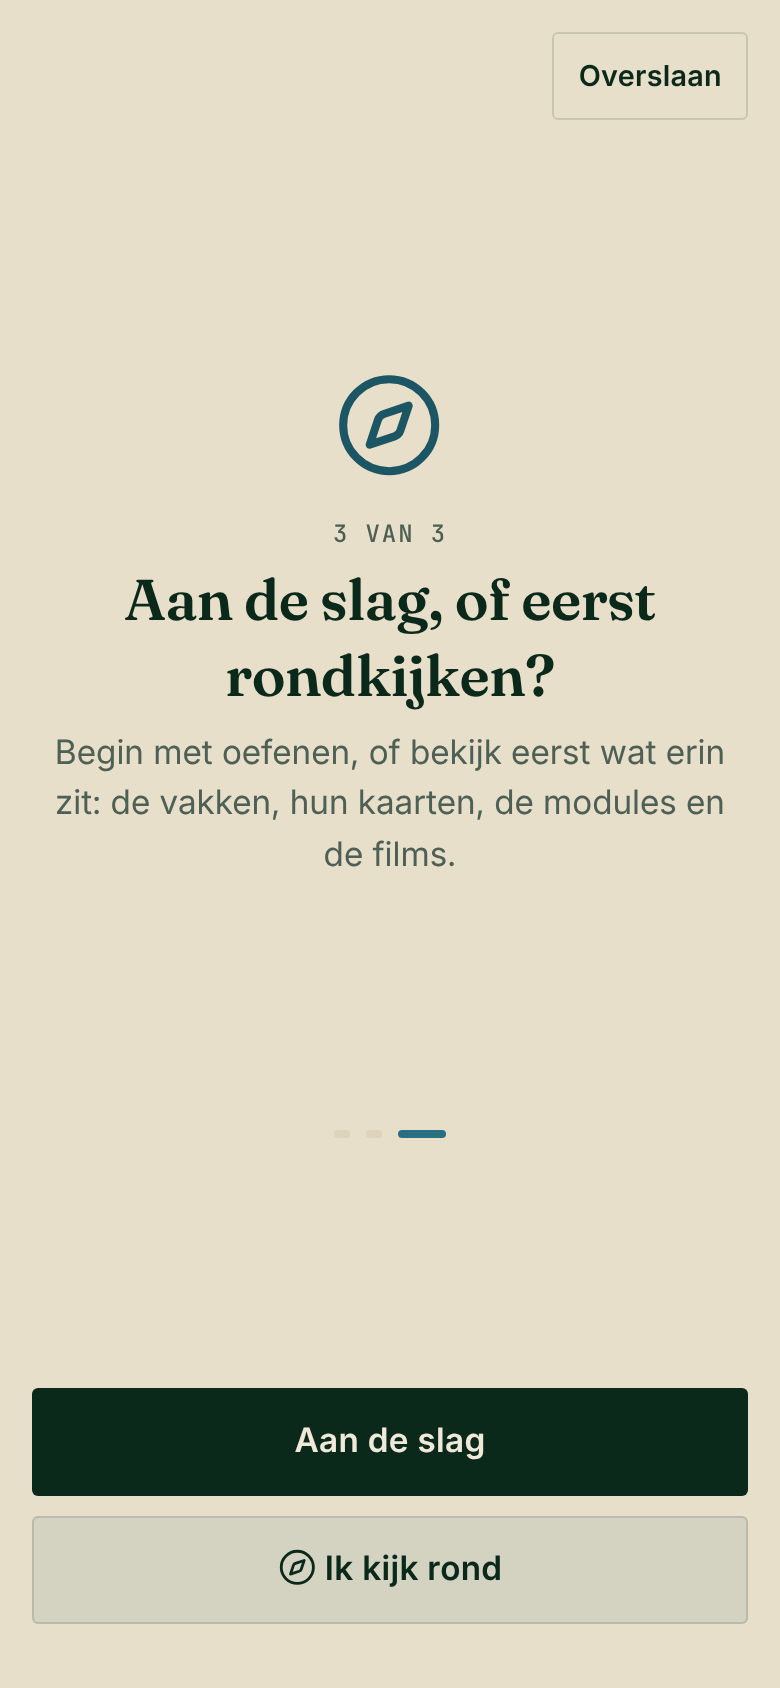 Overslaan
3 VAN 3
Aan de slag, of eerst
rondkijken?
Begin met oefenen, of bekijk eerst wat erin
zit: de vakken, hun kaarten, de modules en
de films.
Aan de slag
Ik kijk rond